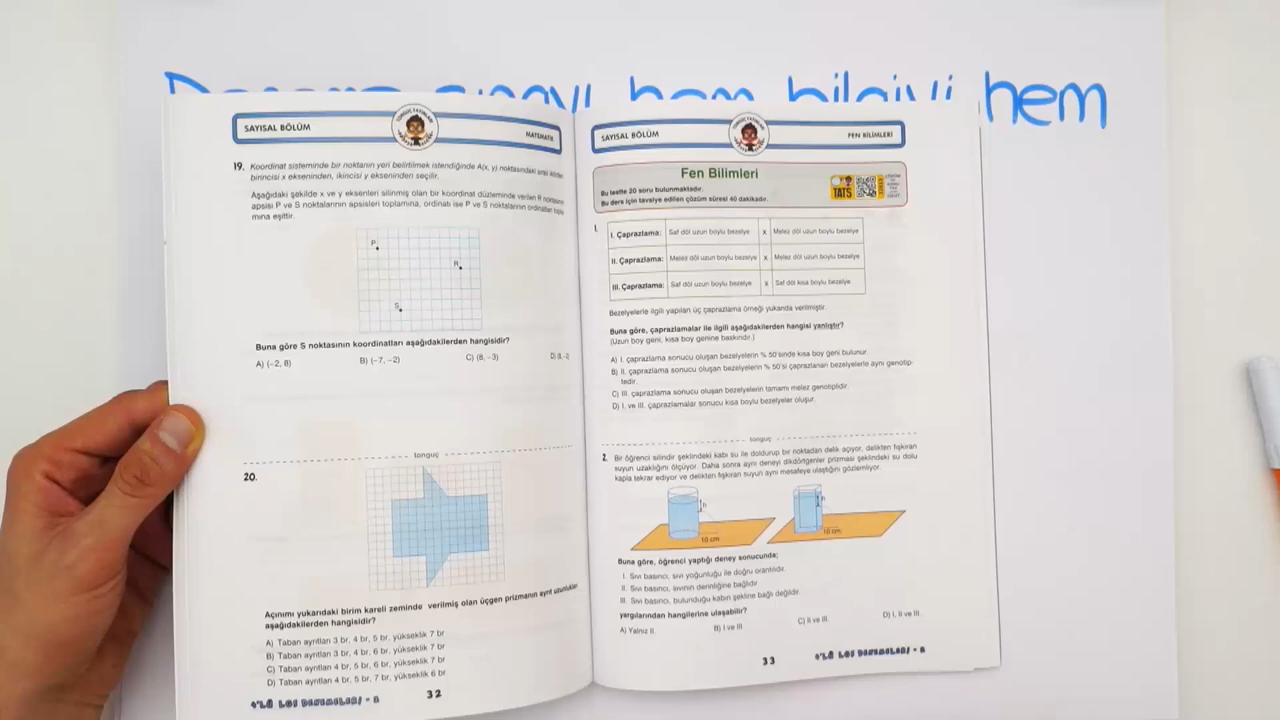 hem bilgiyi hem
SAYISAL BÖLÜM
MATEMATİK
19. Koordinat sisteminde bir noktanın yeri belirtilmek istendiğinde A(x, y) noktasındaki
birincisi x ekseninden, ikincisi y ekseninden seçilir.
Aşağıdaki şekilde x ve y eksenleri silinmiş olan bir koordinat düzleminde verilen R noktasının
apsisi P ve S noktalarının apsisleri toplamına, ordinatı ise P ve S noktalarının ordinatları topla-
mına eşittir.
P
R
S
Buna göre S noktasının koordinatları aşağıdakilerden hangisidir?
A) (−2, 8) B) (−7, −2) C) (8, −3)
tonguç
20.
Açınımı yukarıdaki birim kareli zeminde verilmiş olan üçgen prizmanın ayrıt uzunlukları
aşağıdakilerden hangisidir?
A) Taban ayrıtları 3 br, 4 br, 5 br, yükseklik 7 br
B) Taban ayrıtları 3 br, 4 br, 6 br, yükseklik 7 br
C) Taban ayrıtları 4 br, 5 br, 6 br, yükseklik 7 br
D) Taban ayrıtları 4 br, 5 br, 7 br, yükseklik 6 br
4'LÜ LGS DENEMELERİ - B
32
SAYISAL BÖLÜM
FEN BİLİMLERİ
Fen Bilimleri
Bu testte 20 soru bulunmaktadır.
Bu ders için tavsiye edilen çözüm süresi 40 dakikadır.
TATS
1.
I. Çaprazlama: Saf döl uzun boylu bezelye x Melez döl uzun boylu bezelye
II. Çaprazlama: Melez döl uzun boylu bezelye x Melez döl uzun boylu bezelye
III. Çaprazlama: Saf döl uzun boylu bezelye x Saf döl kısa boylu bezelye
Bezelyelerle ilgili yapılan üç çaprazlama örneği yukarıda verilmiştir.
Buna göre, çaprazlamalar ile ilgili aşağıdakilerden hangisi yanlıştır?
(Uzun boy geni, kısa boy genine baskındır.)
A) I. çaprazlama sonucu oluşan bezelyelerin % 50'sinde kısa boy geni bulunur.
B) II. çaprazlama sonucu oluşan bezelyelerin % 50'si çaprazlanan bezelyelerle aynı genotip-
tedir.
C) III. çaprazlama sonucu oluşan bezelyelerin tamamı melez genotiplidir.
D) I. ve III. çaprazlamalar sonucu kısa boylu bezelyeler oluşur.
tonguç
2. Bir öğrenci silindir şeklindeki kabı su ile doldurup bir noktadan delik açıyor, delikten fışkıran
suyun uzaklığını ölçüyor. Daha sonra aynı deneyi dikdörtgenler prizması şeklindeki su dolu
kapla tekrar ediyor ve delikten fışkıran suyun aynı mesafeye ulaştığını gözlemliyor.
h
10 cm
h
10 cm
Buna göre, öğrenci yaptığı deney sonucunda;
I. Sıvı basıncı, sıvı yoğunluğu ile doğru orantılıdır.
II. Sıvı basıncı, sıvının derinliğine bağlıdır.
III. Sıvı basıncı, bulunduğu kabın şekline bağlı değildir.
yargılarından hangilerine ulaşabilir?
A) Yalnız II. B) I ve III C) II ve III. D) I, II ve III.
33
4'LÜ LGS DENEMELERİ - B